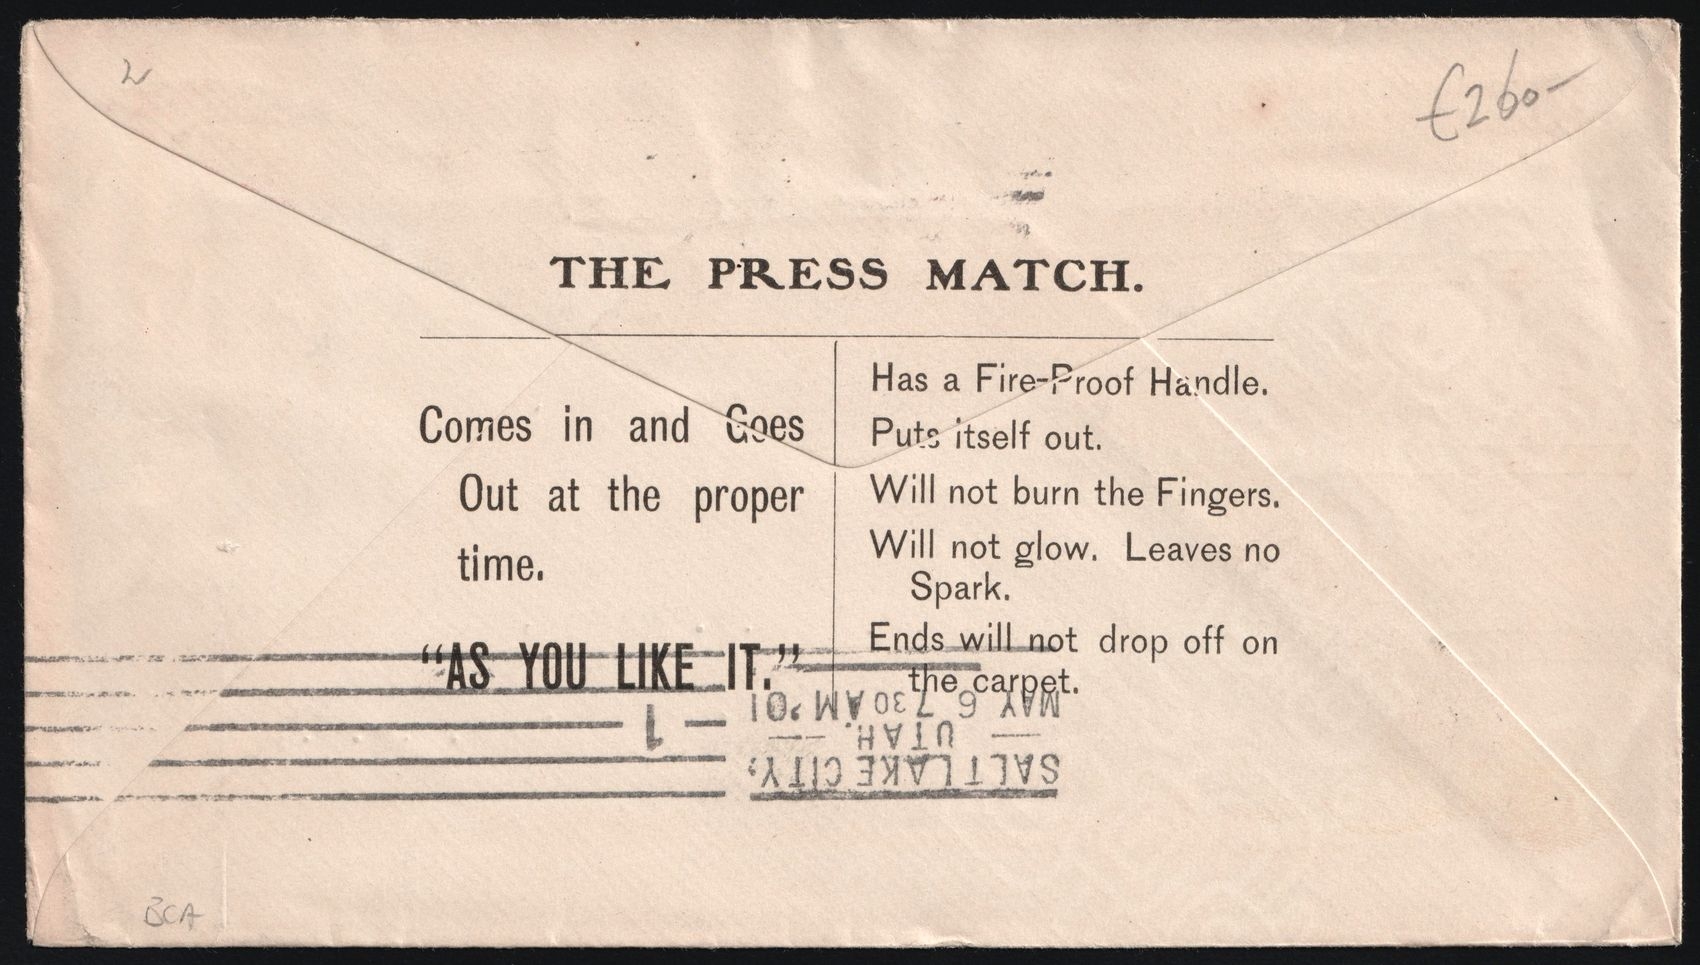 2
£260-
THE PRESS MATCH.
Comes in and Goes
Out at the proper
time.
"AS YOU LIKE IT."
Has a Fire-Proof Handle.
Puts itself out.
Will not burn the Fingers.
Will not glow. Leaves no
Spark.
Ends will not drop off on
the carpet.
SALT LAKE CITY,
— UTAH. —
MAY 6 730 AM '01
— 1
BCA